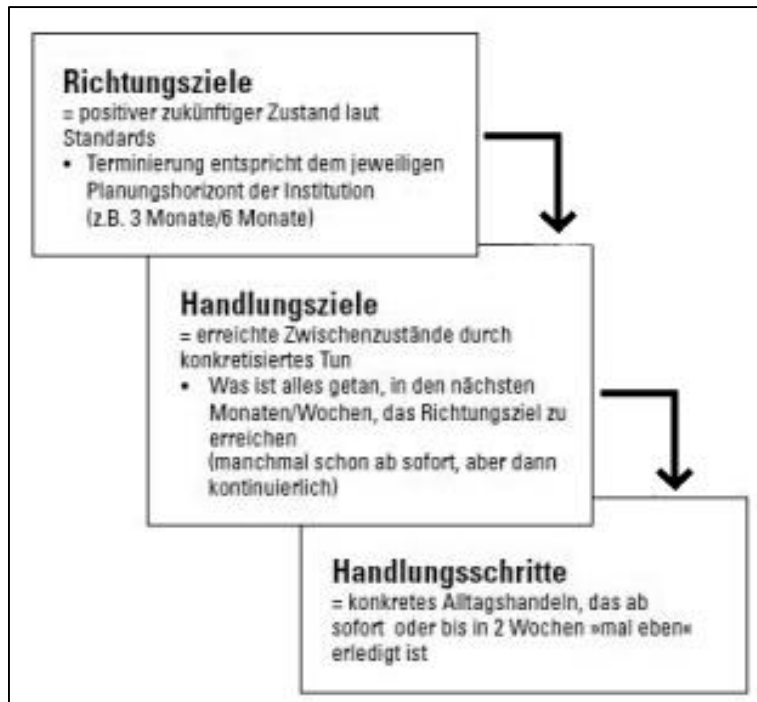 Richtungsziele
= positiver zukünftiger Zustand laut
Standards
• Terminierung entspricht dem jeweiligen
Planungshorizont der Institution
(z.B. 3 Monate/6 Monate)
Handlungsziele
= erreichte Zwischenzustände durch
konkretisiertes Tun
• Was ist alles getan, in den nächsten
Monaten/Wochen, das Richtungsziel zu
erreichen
(manchmal schon ab sofort, aber dann
kontinuierlich)
Handlungsschritte
= konkretes Alltagshandeln, das ab
sofort oder bis in 2 Wochen »mal eben«
erledigt ist